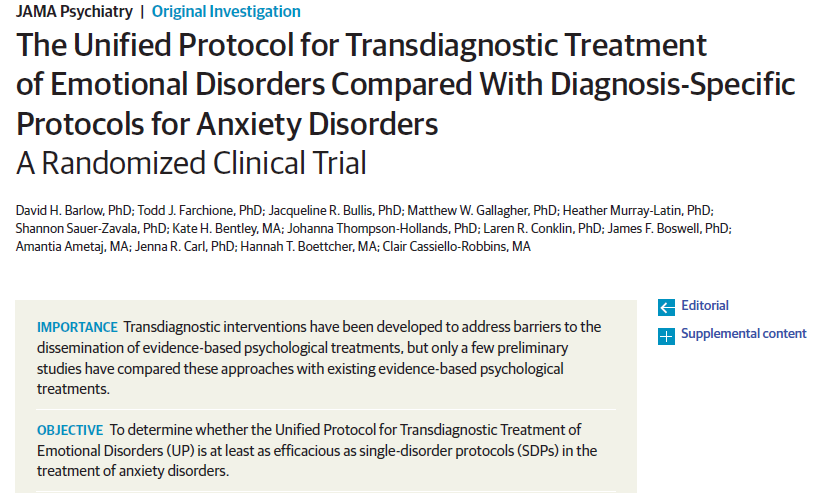 JAMA Psychiatry | Original Investigation
The Unified Protocol for Transdiagnostic Treatment
of Emotional Disorders Compared With Diagnosis-Specific
Protocols for Anxiety Disorders
A Randomized Clinical Trial
David H. Barlow, PhD; Todd J. Farchione, PhD; Jacqueline R. Bullis, PhD; Matthew W. Gallagher, PhD; Heather Murray-Latin, PhD;
Shannon Sauer-Zavala, PhD; Kate H. Bentley, MA; Johanna Thompson-Hollands, PhD; Laren R. Conklin, PhD; James F. Boswell, PhD;
Amantia Ametaj, MA; Jenna R. Carl, PhD; Hannah T. Boettcher, MA; Clair Cassiello-Robbins, MA
IMPORTANCE Transdiagnostic interventions have been developed to address barriers to the
dissemination of evidence-based psychological treatments, but only a few preliminary
studies have compared these approaches with existing evidence-based psychological
treatments.
OBJECTIVE To determine whether the Unified Protocol for Transdiagnostic Treatment of
Emotional Disorders (UP) is at least as efficacious as single-disorder protocols (SDPs) in the
treatment of anxiety disorders.
Editorial
Supplemental content